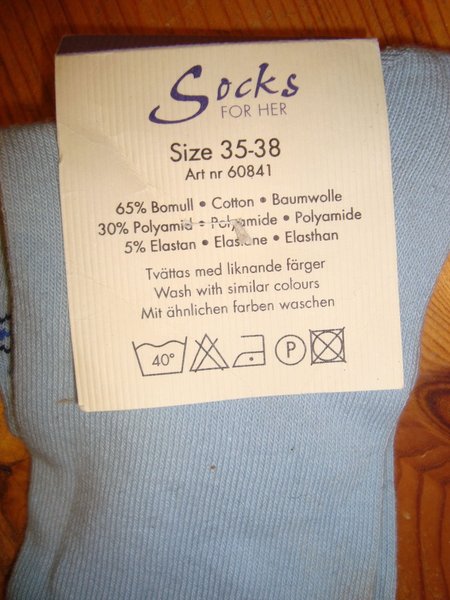 Socks
FOR HER
Size 35-38
Art nr 60841
65% Bomull • Cotton • Baumwolle
30% Polyamid • Polyamide • Polyamide
5% Elastan • Elastane • Elasthan
Tvättas med liknande färger
Wash with similar colours
Mit ähnlichen farben waschen
40° P